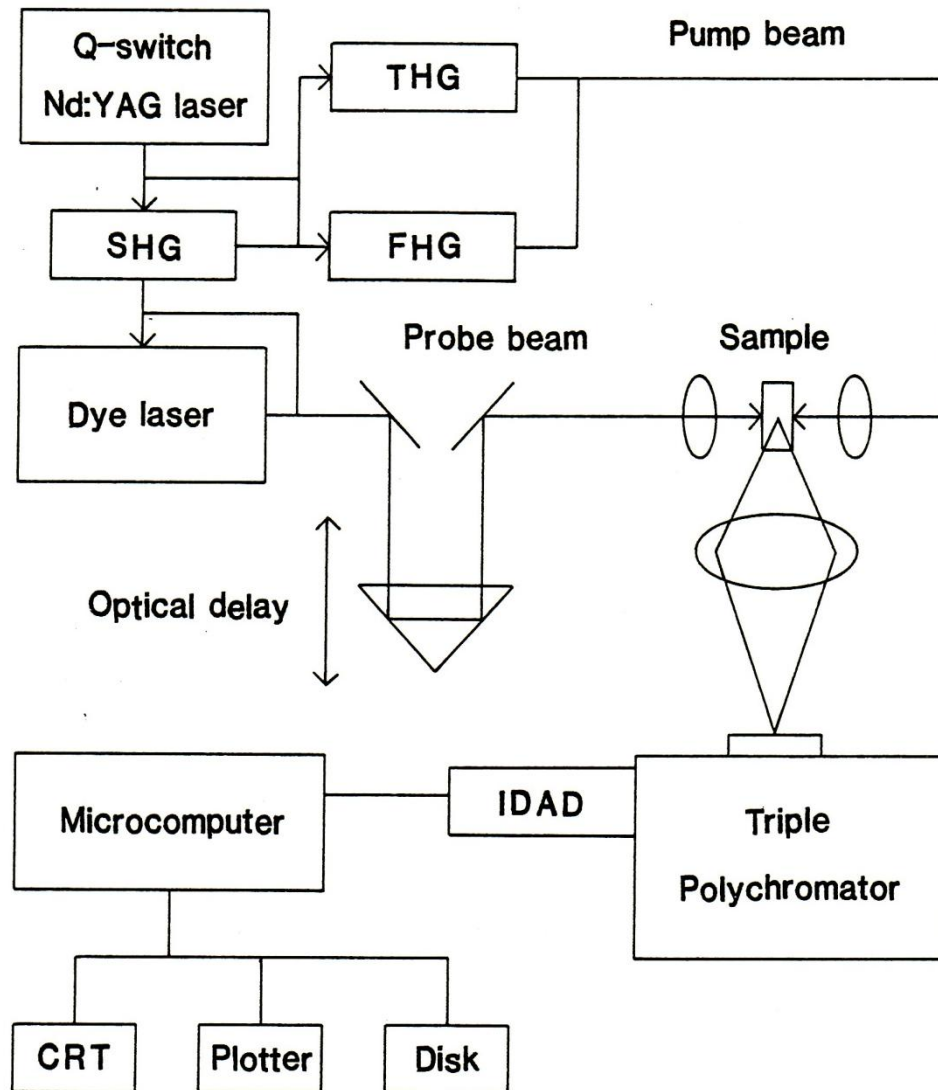 Q-switch
Nd:YAG laser
THG
Pump beam
SHG
FHG
Probe beam
Sample
Dye laser
Optical delay
Microcomputer
IDAD
Triple
Polychromator
CRT
Plotter
Disk